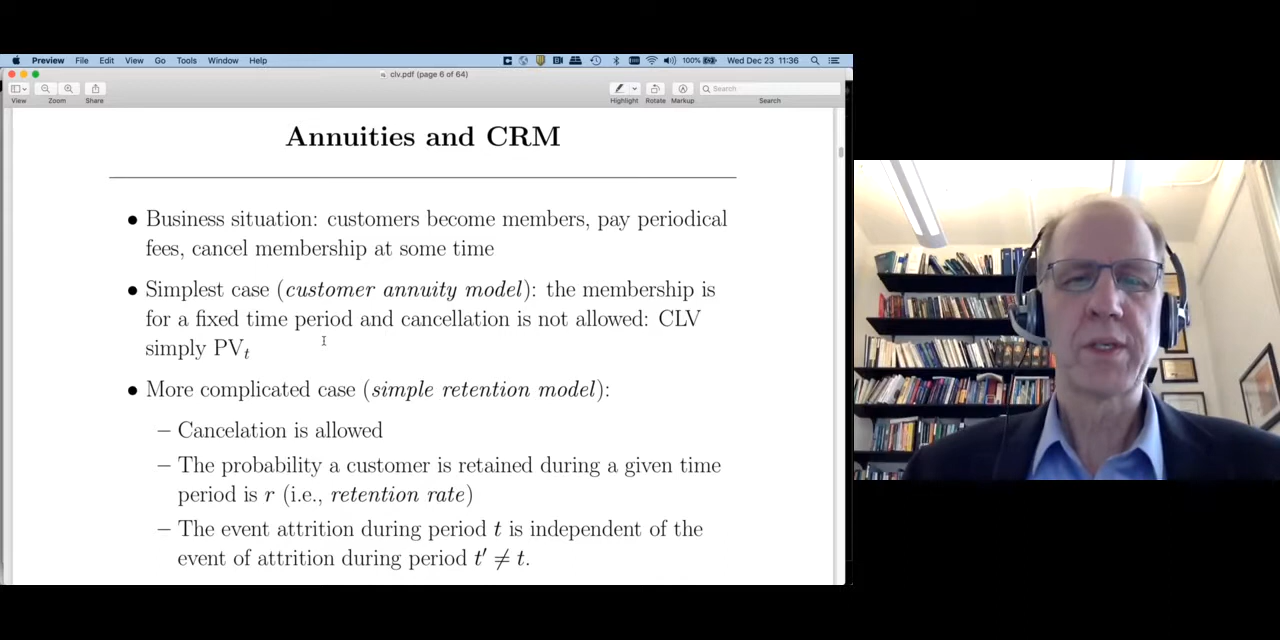 Preview File Edit View Go Tools Window Help 100% Wed Dec 23 11:36
clv.pdf (page 6 of 64)
Search
View Zoom Share Highlight Rotate Markup Search
Annuities and CRM
• Business situation: customers become members, pay periodical
fees, cancel membership at some time
• Simplest case (customer annuity model): the membership is
for a fixed time period and cancellation is not allowed: CLV
simply PVt
• More complicated case (simple retention model):
– Cancelation is allowed
– The probability a customer is retained during a given time
period is r (i.e., retention rate)
– The event attrition during period t is independent of the
event of attrition during period t′ ≠ t.